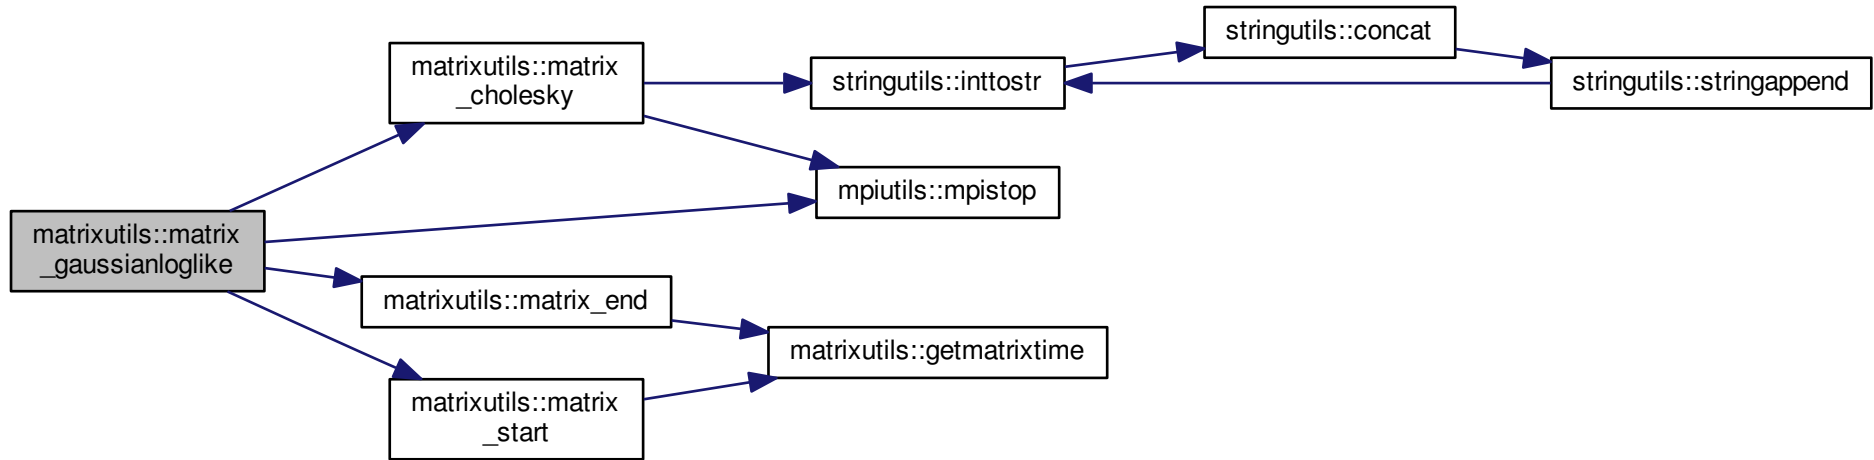 matrixutils::matrix
_gaussianloglike
matrixutils::matrix
_cholesky
stringutils::inttostr
stringutils::concat
stringutils::stringappend
mpiutils::mpistop
matrixutils::matrix_end
matrixutils::getmatrixtime
matrixutils::matrix
_start